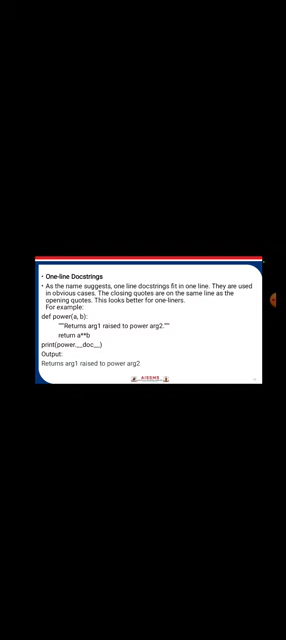 • One-line Docstrings
• As the name suggests, one line docstrings fit in one line. They are used
in obvious cases. The closing quotes are on the same line as the
opening quotes. This looks better for one-liners.
For example:
def power(a, b):
"""Returns arg1 raised to power arg2."""
return a**b
print(power.__doc__)
Output:
Returns arg1 raised to power arg2
AISSMS